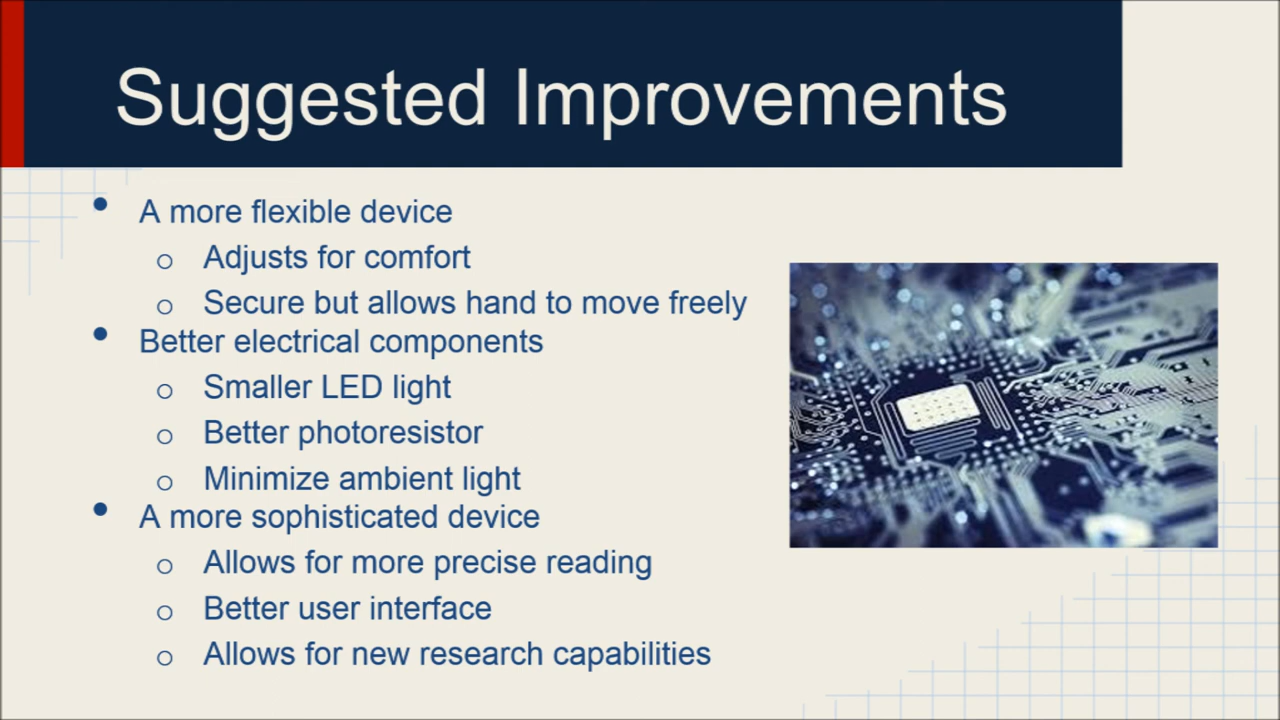 Suggested Improvements
• A more flexible device
o Adjusts for comfort
o Secure but allows hand to move freely
• Better electrical components
o Smaller LED light
o Better photoresistor
o Minimize ambient light
• A more sophisticated device
o Allows for more precise reading
o Better user interface
o Allows for new research capabilities